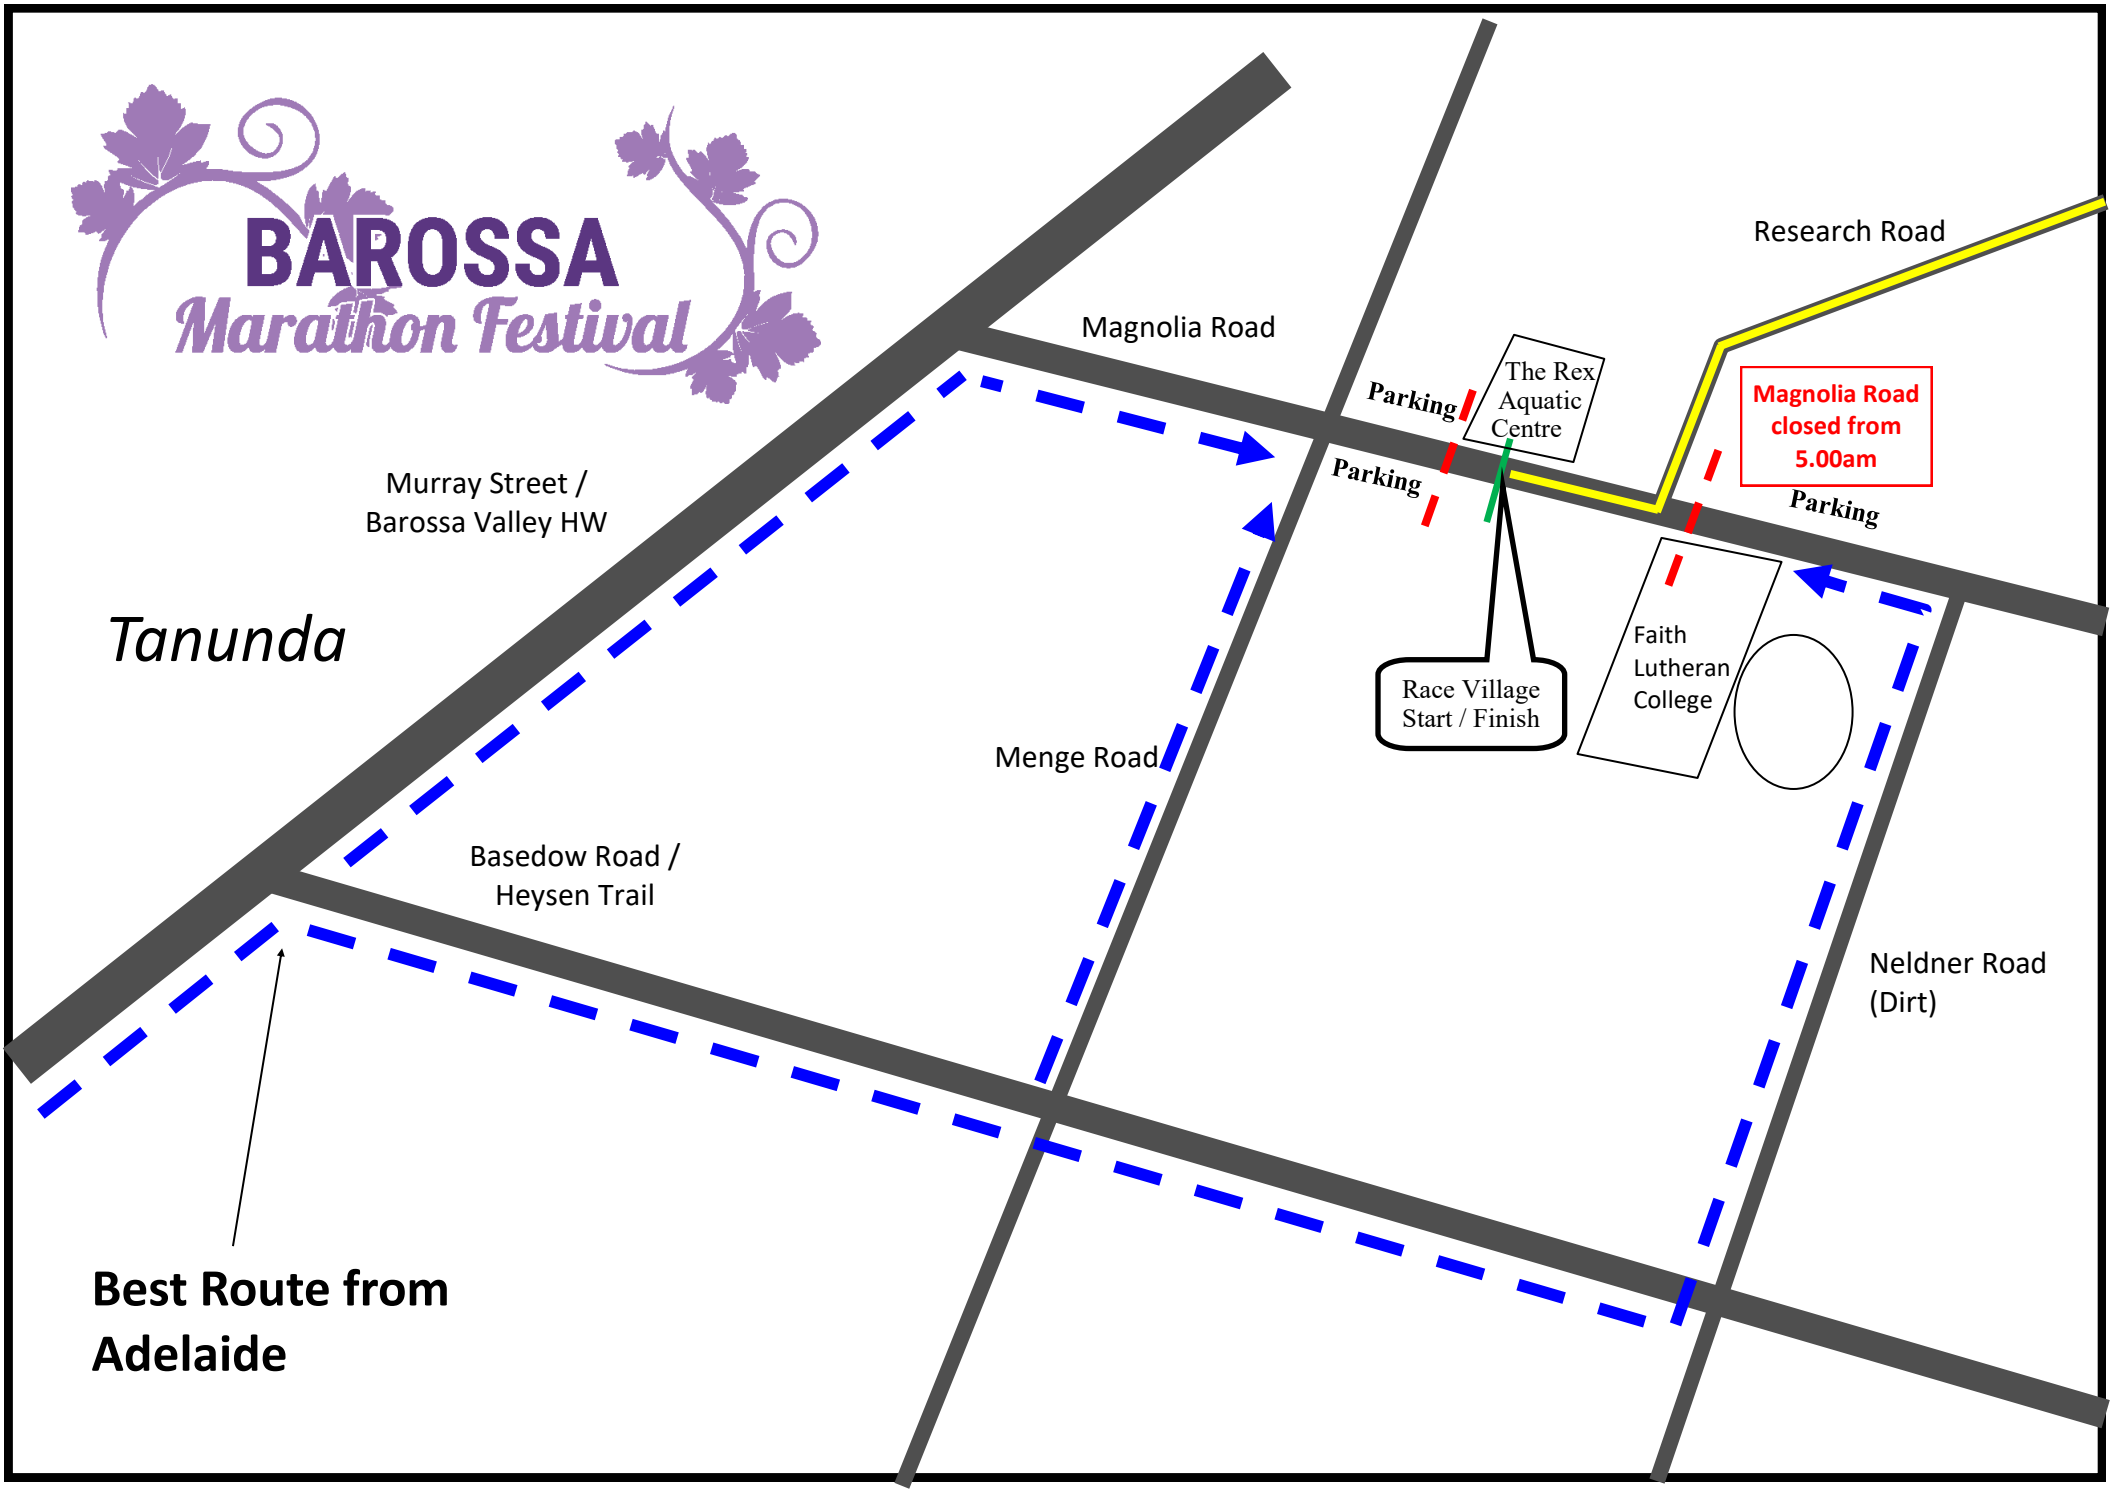 BAROSSA
Marathon Festival
Research Road
Magnolia Road
The Rex
Aquatic
Centre
Parking
Parking
Magnolia Road
closed from
5.00am
Parking
Murray Street /
Barossa Valley HW
Tanunda
Faith
Lutheran
College
Race Village
Start / Finish
Menge Road
Basedow Road /
Heysen Trail
Neldner Road
(Dirt)
Best Route from
Adelaide